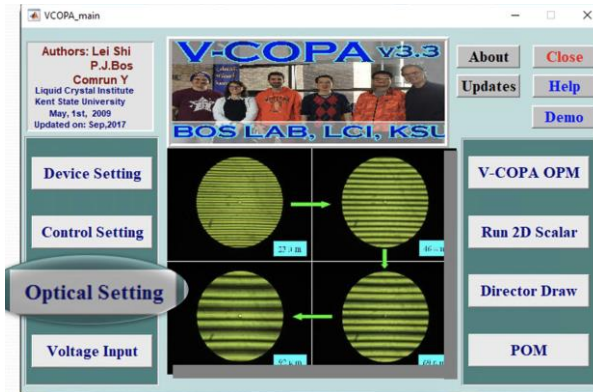 VCOPA_main
Authors: Lei Shi
P.J.Bos
Comrun Y
Liquid Crystal Institute
Kent State University
May, 1st, 2009
Updated on: Sep,2017
V-COPA v3.3
BOS LAB, LCI, KSU
About
Close
Updates
Help
Demo
Device Setting
Control Setting
Optical Setting
Voltage Input
V-COPA OPM
Run 2D Scalar
Director Draw
POM